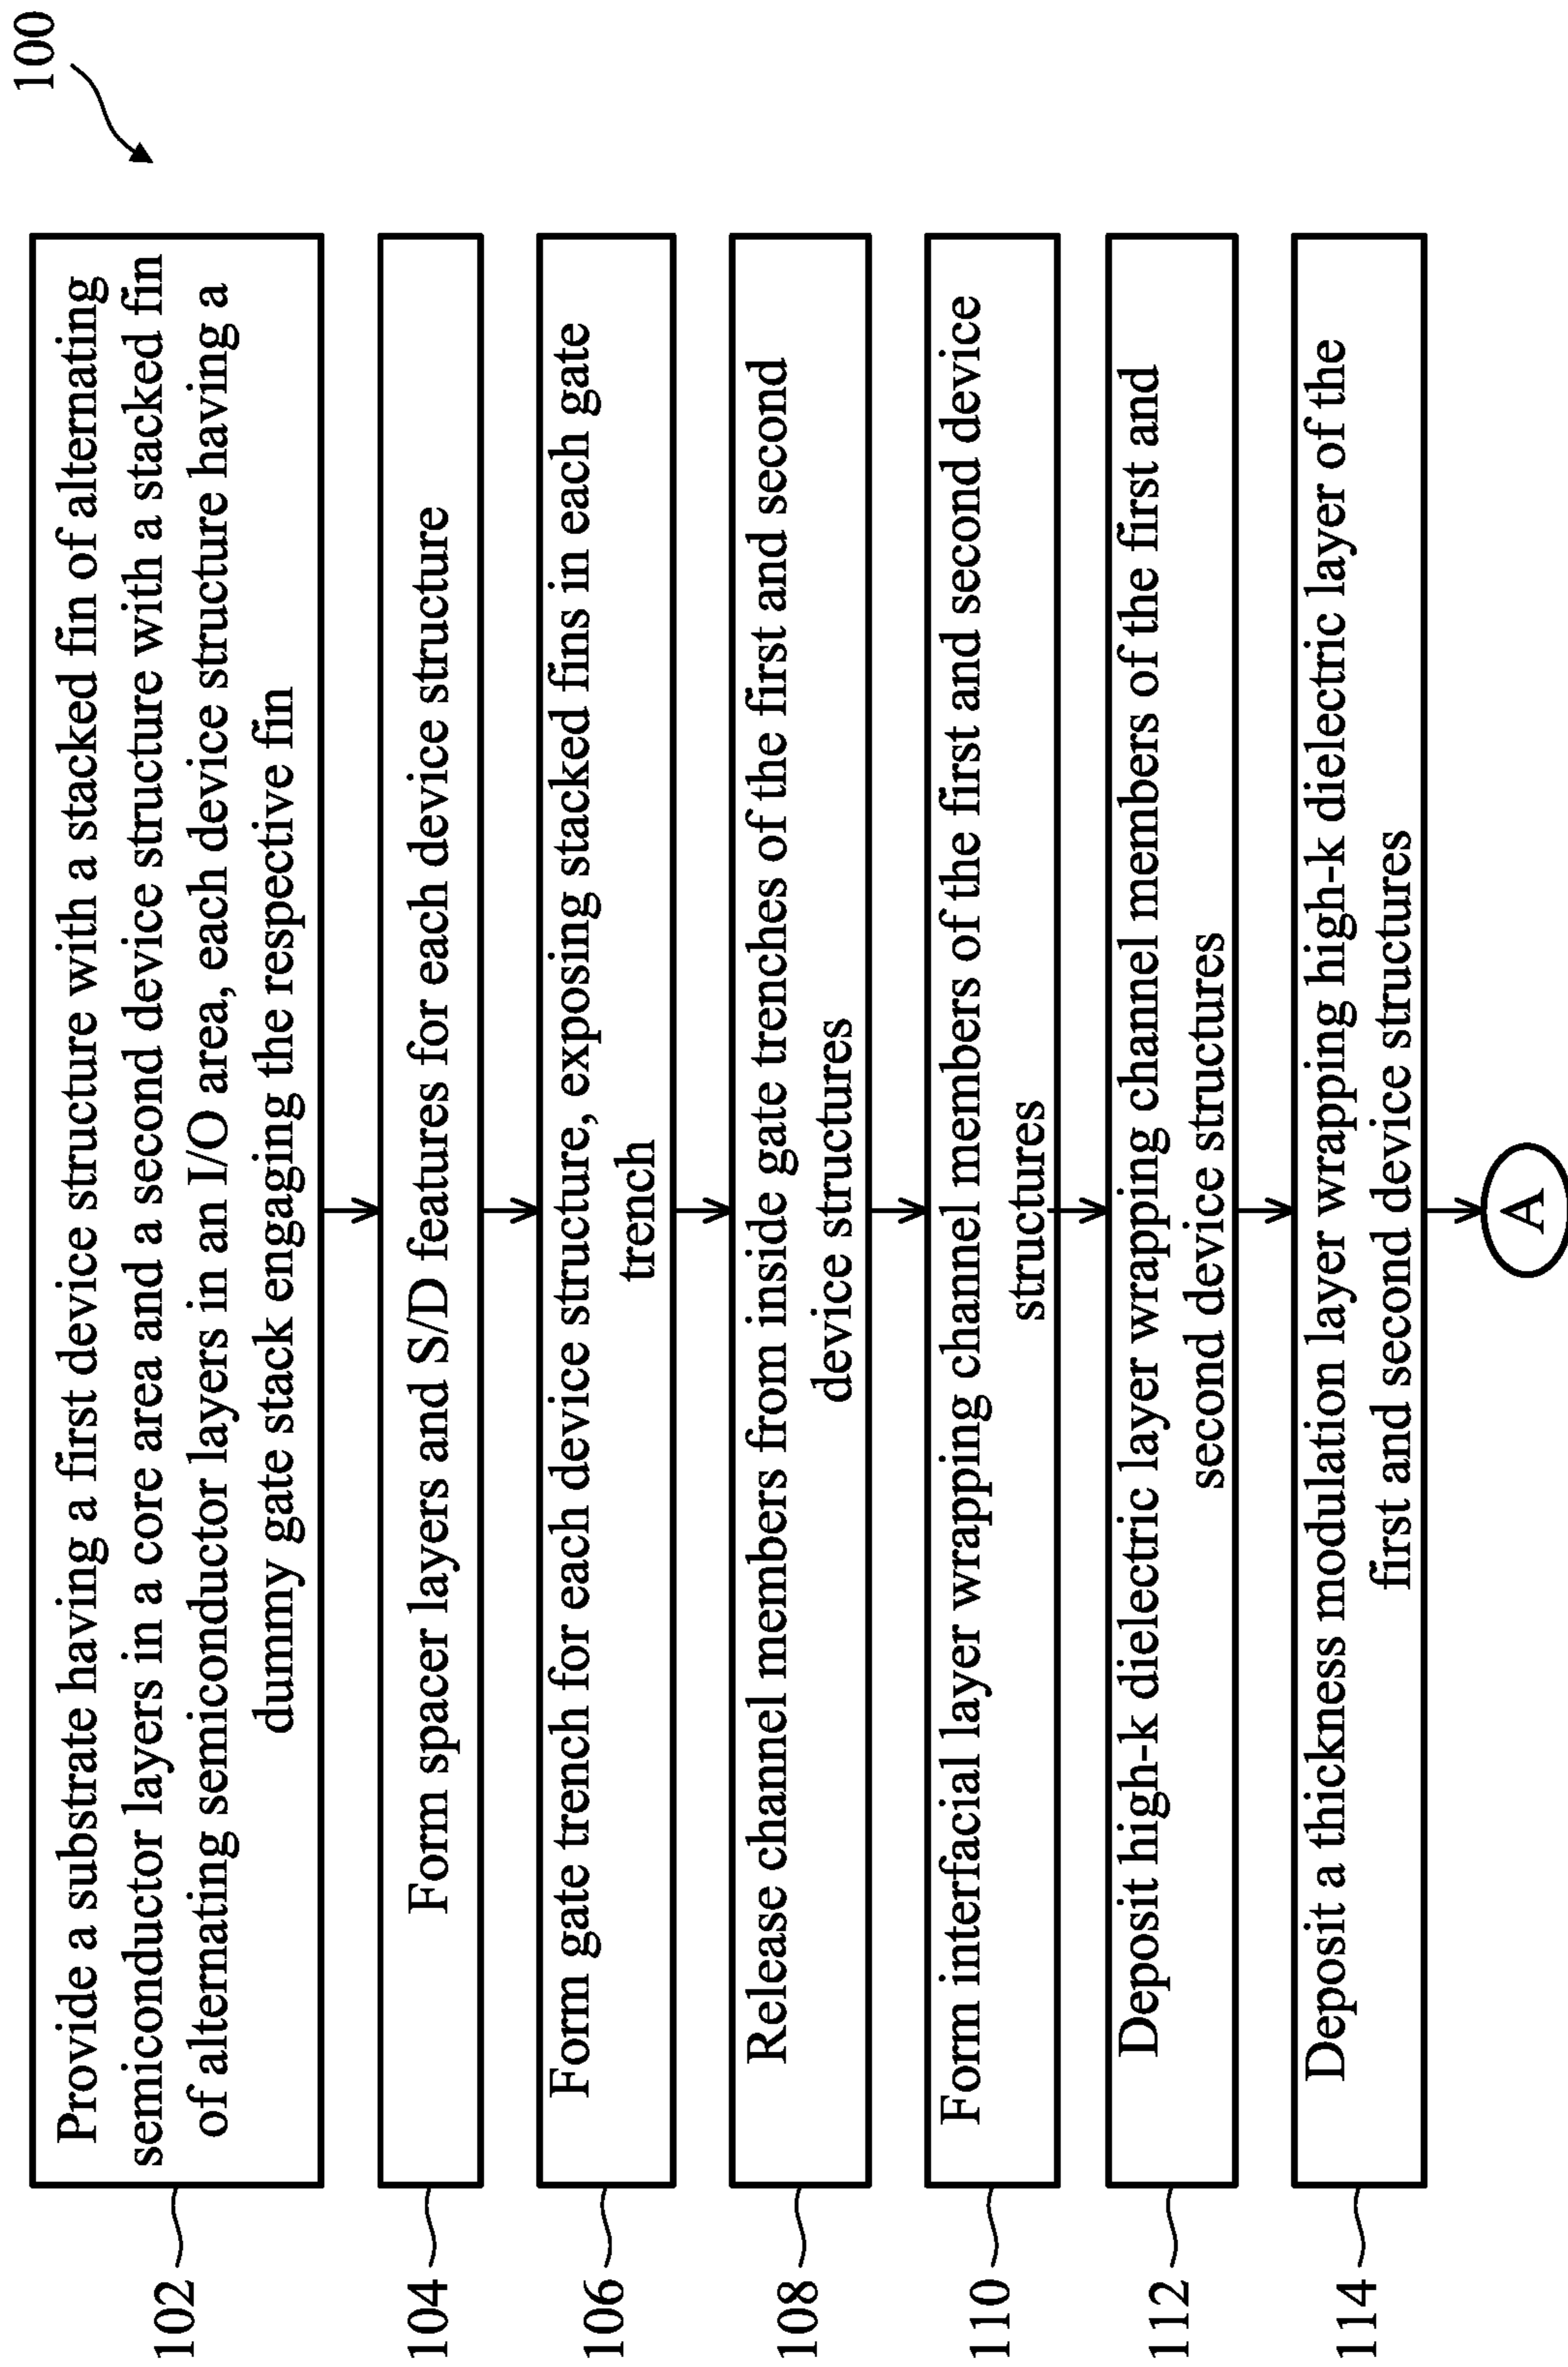 100
102
Provide a substrate having a first device structure with a stacked fin of alternating
semiconductor layers in a core area and a second device structure with a stacked fin
of alternating semiconductor layers in an I/O area, each device structure having a
dummy gate stack engaging the respective fin
104
Form spacer layers and S/D features for each device structure
106
Form gate trench for each device structure, exposing stacked fins in each gate
trench
108
Release channel members from inside gate trenches of the first and second
device structures
110
Form interfacial layer wrapping channel members of the first and second device
structures
112
Deposit high-k dielectric layer wrapping channel members of the first and
second device structures
114
Deposit a thickness modulation layer wrapping high-k dielectric layer of the
first and second device structures
A